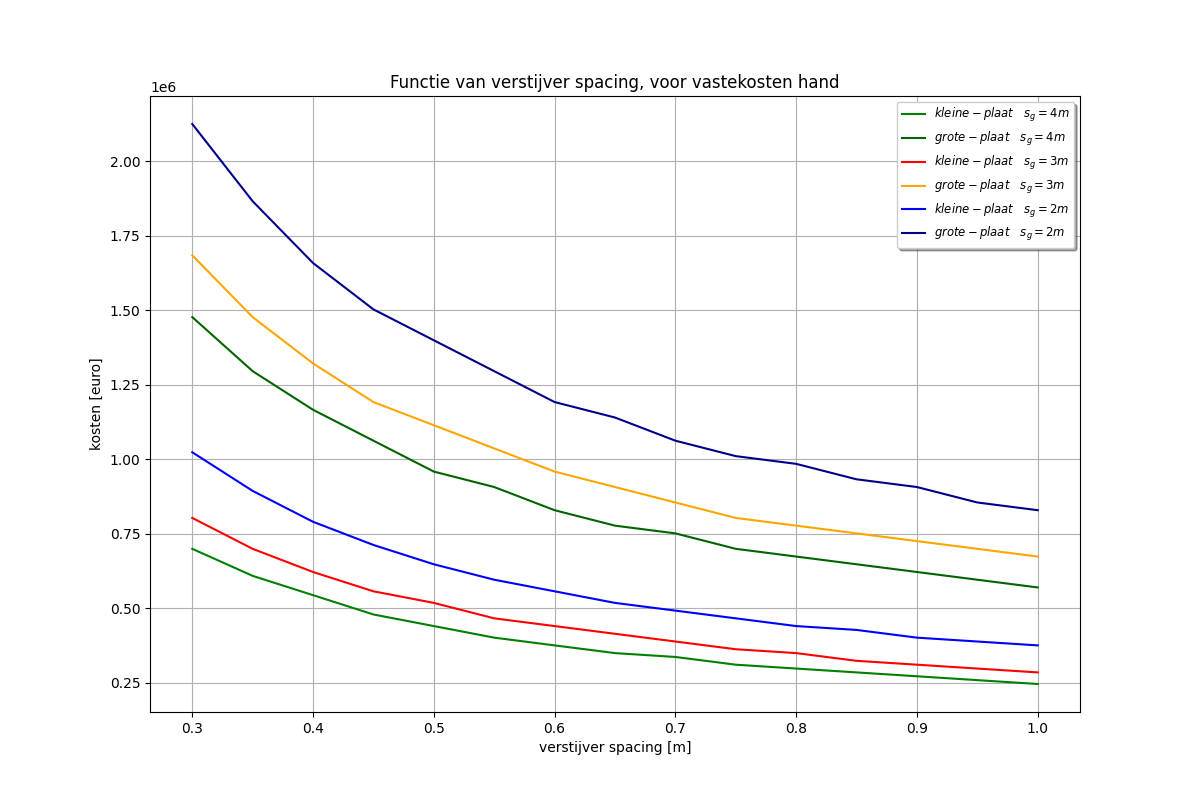 Functie van verstijver spacing, voor vastekosten hand
1e6
kleine − plaat s_g = 4m
grote − plaat s_g = 4m
kleine − plaat s_g = 3m
grote − plaat s_g = 3m
kleine − plaat s_g = 2m
grote − plaat s_g = 2m
2.00
1.75
1.50
1.25
1.00
0.75
0.50
0.25
kosten [euro]
0.3 0.4 0.5 0.6 0.7 0.8 0.9 1.0
verstijver spacing [m]